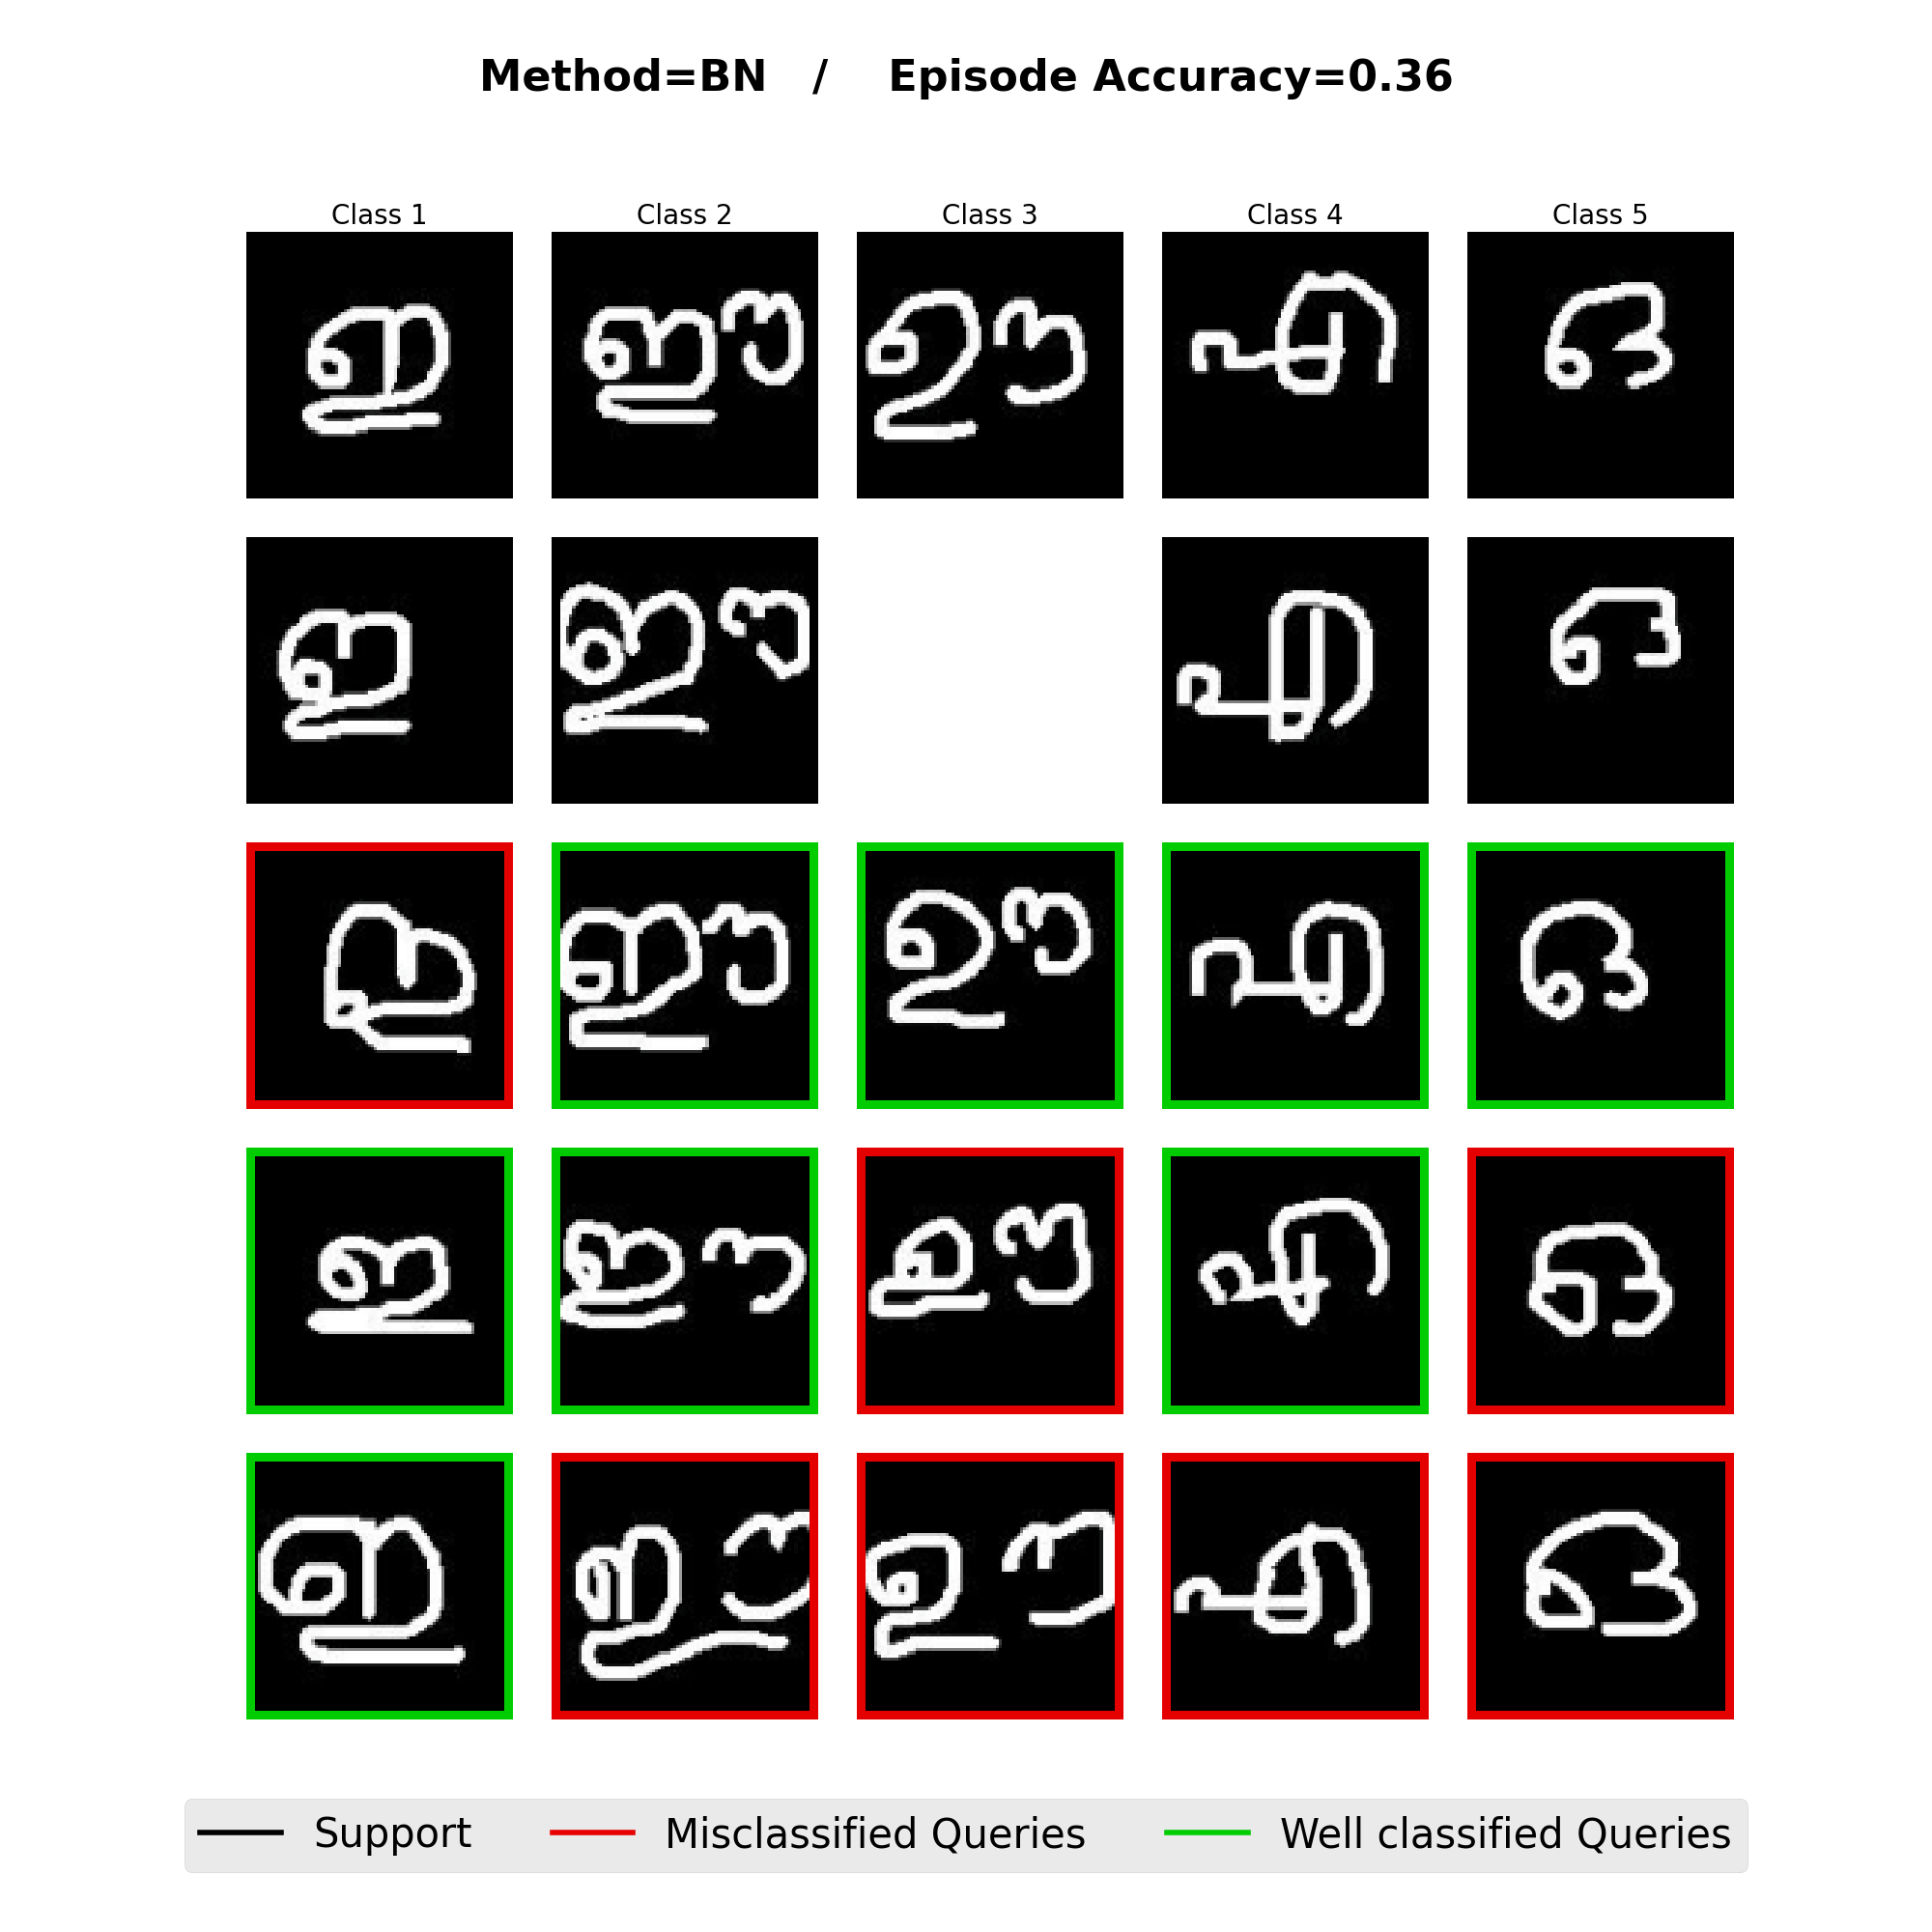 Method=BN / Episode Accuracy=0.36
Class 1 Class 2 Class 3 Class 4 Class 5
ഇ ഈ ഊ ഏ ഒ
ഇ ഈ ഏ ഒ
ഇ ഈ ഊ ഏ ഒ
ഇ ഈ ഊ ഏ ഒ
ഇ ഈ ഊ ഏ ഒ
Support Misclassified Queries Well classified Queries